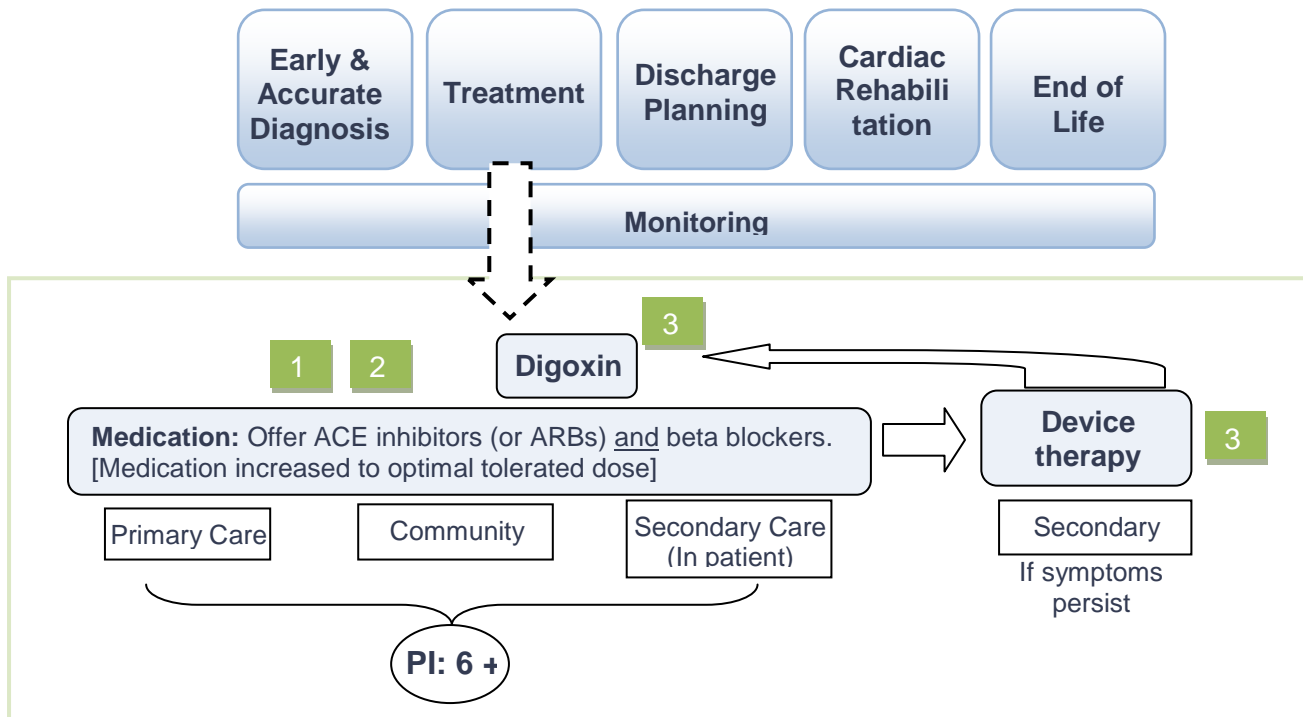 Early &
Accurate
Diagnosis
Treatment
Discharge
Planning
Cardiac
Rehabili
tation
End of
Life
Monitoring
3
1
2
Digoxin
Medication: Offer ACE inhibitors (or ARBs) and beta blockers.
[Medication increased to optimal tolerated dose]
Device
therapy
3
Primary Care
Community
Secondary Care
(In patient)
Secondary
If symptoms
persist
PI: 6 +